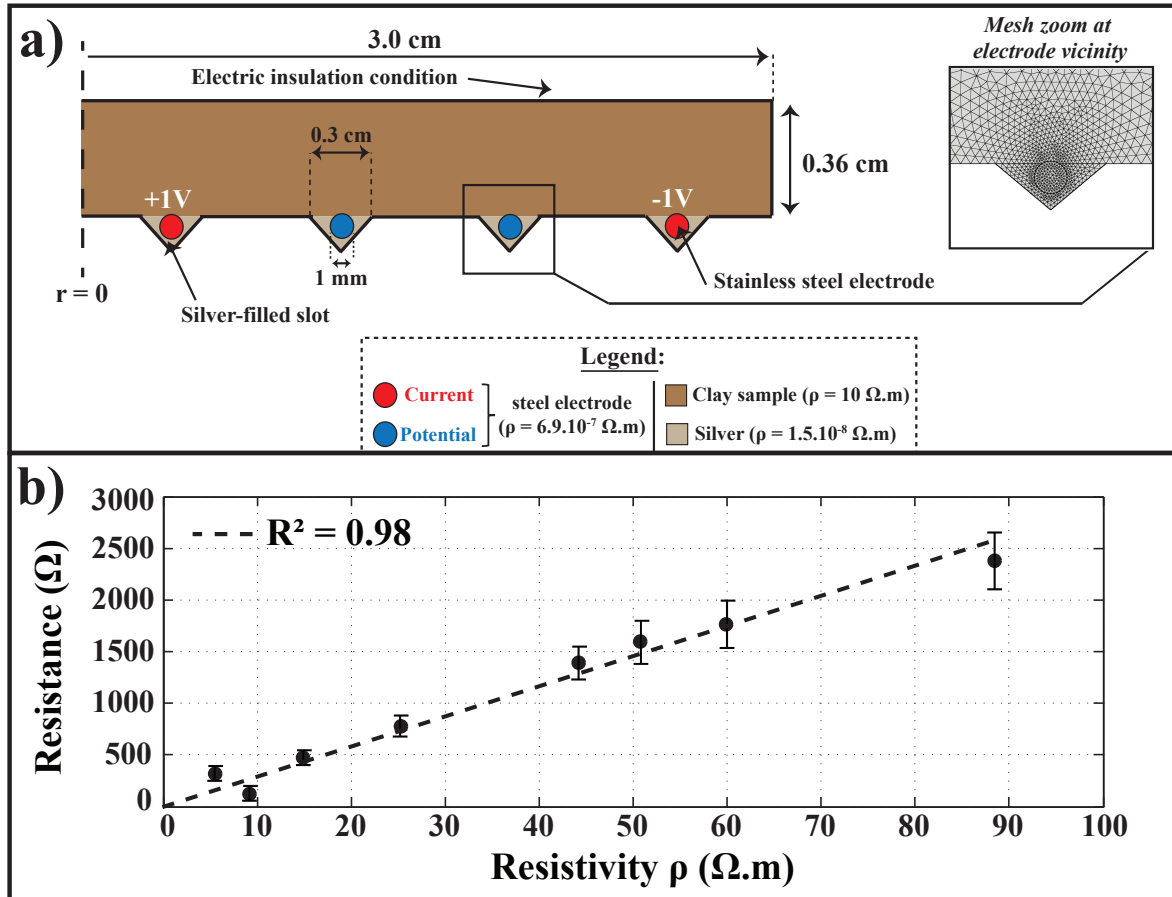 a)
3.0 cm
Electric insulation condition
Mesh zoom at
electrode vicinity
0.3 cm
0.36 cm
+1V
-1V
1 mm
r = 0
Silver-filled slot
Stainless steel electrode
Legend:
Current
Potential
steel electrode
(ρ = 6.9.10⁻⁷ Ω.m)
Clay sample (ρ = 10 Ω.m)
Silver (ρ = 1.5.10⁻⁸ Ω.m)
b)
R² = 0.98
Resistance (Ω)
3000
2500
2000
1500
1000
500
0
0 10 20 30 40 50 60 70 80 90 100
Resistivity ρ (Ω.m)